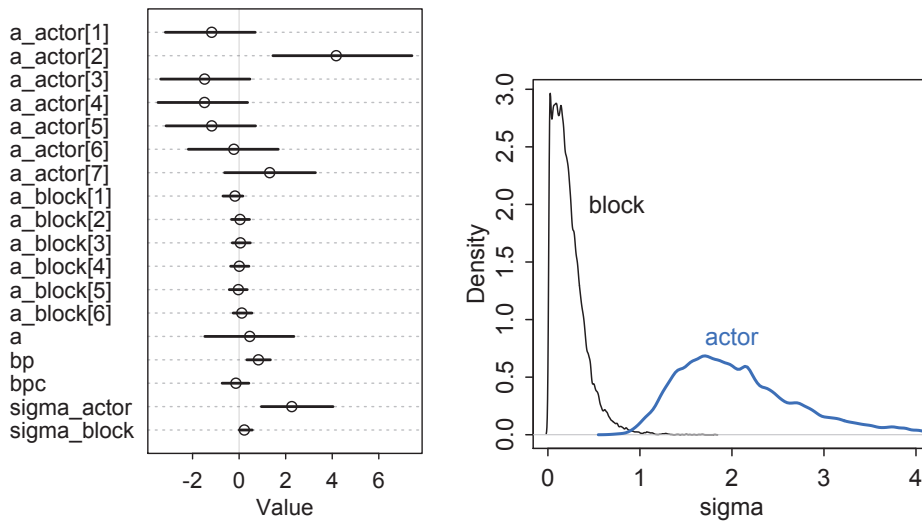 a_actor[1]
a_actor[2]
a_actor[3]
a_actor[4]
a_actor[5]
a_actor[6]
a_actor[7]
a_block[1]
a_block[2]
a_block[3]
a_block[4]
a_block[5]
a_block[6]
a
bp
bpc
sigma_actor
sigma_block
-2 0 2 4 6
Value
Density
0.0 0.5 1.0 1.5 2.0 2.5 3.0
block
actor
0 1 2 3 4
sigma